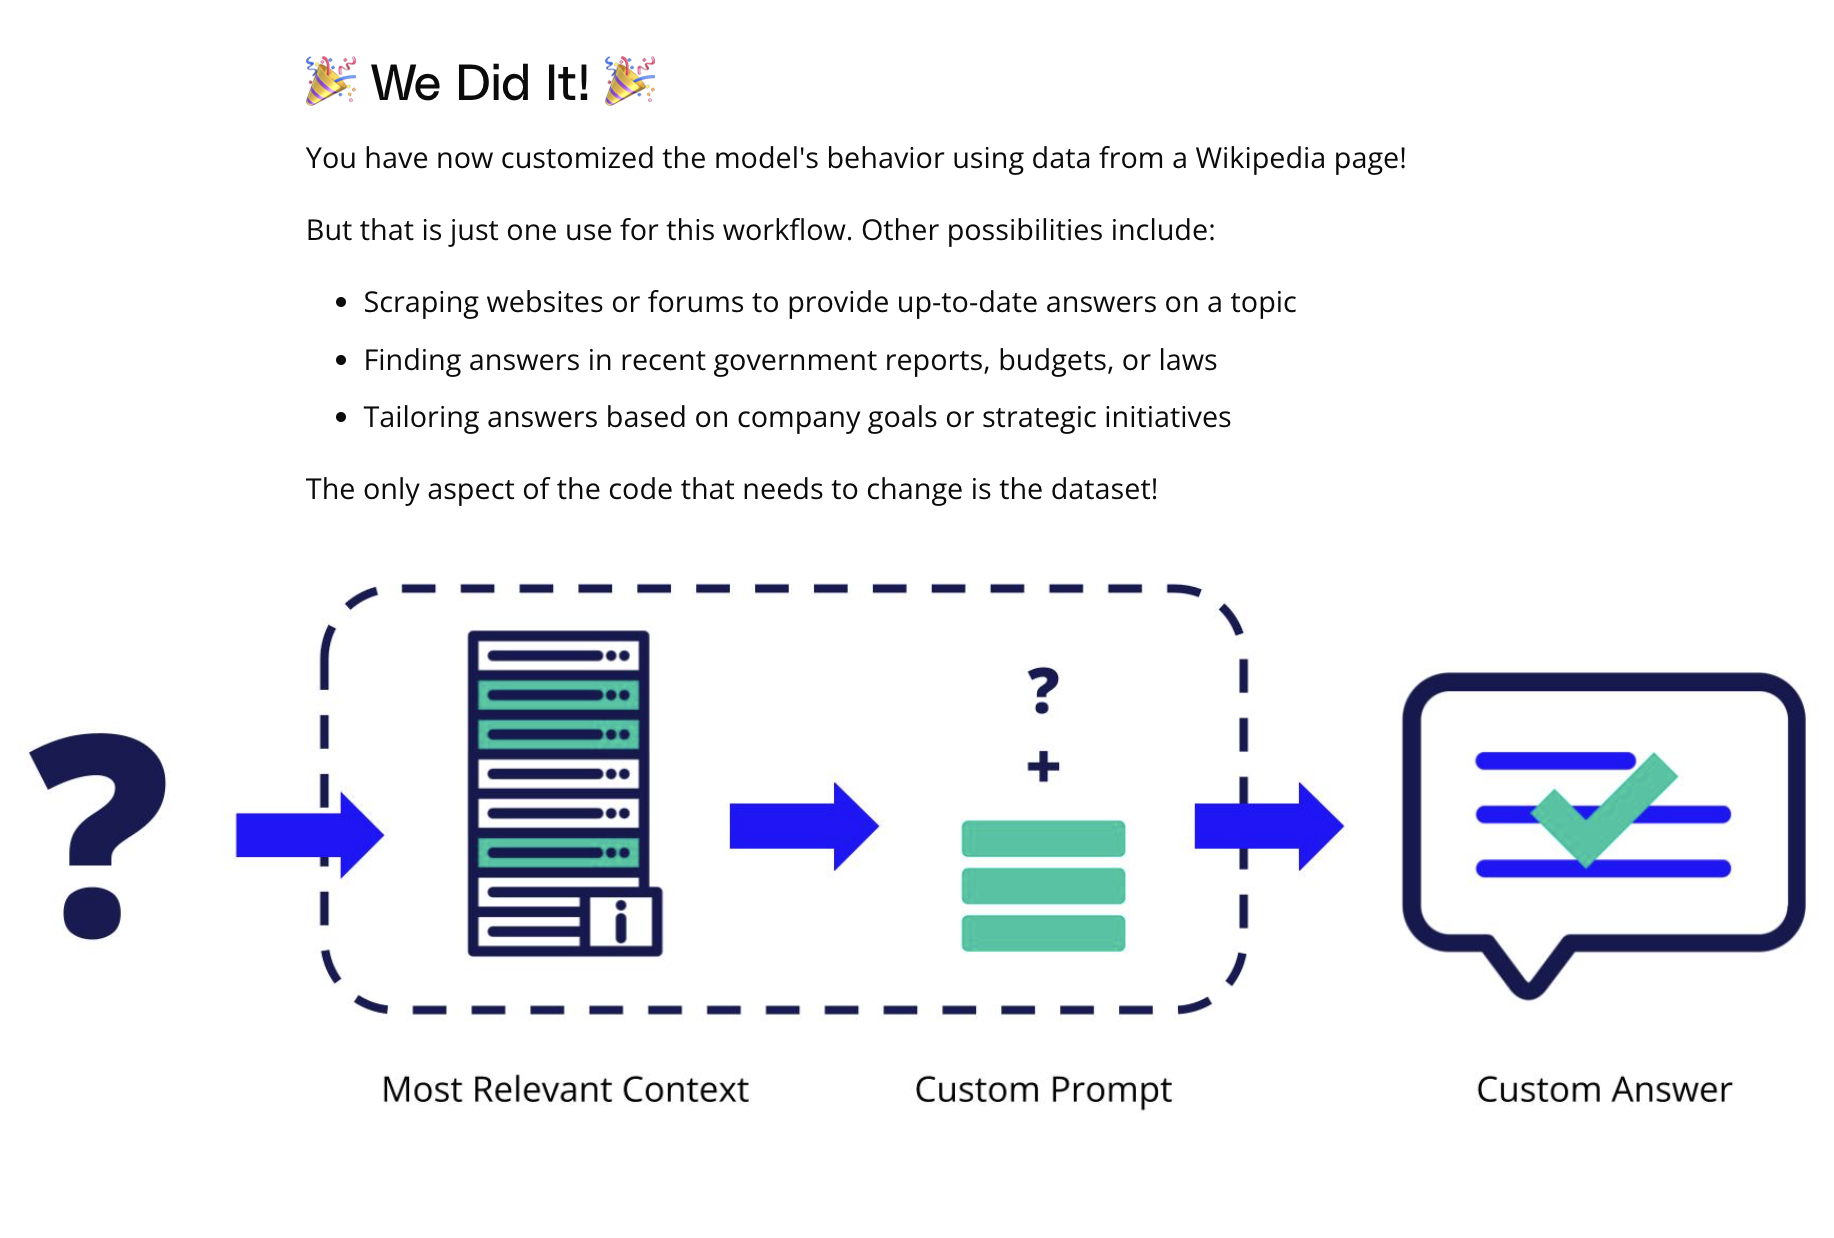 🎉 We Did It! 🎉
You have now customized the model's behavior using data from a Wikipedia page!
But that is just one use for this workflow. Other possibilities include:
• Scraping websites or forums to provide up-to-date answers on a topic
• Finding answers in recent government reports, budgets, or laws
• Tailoring answers based on company goals or strategic initiatives
The only aspect of the code that needs to change is the dataset!
?
?
+
i
Most Relevant Context
Custom Prompt
Custom Answer